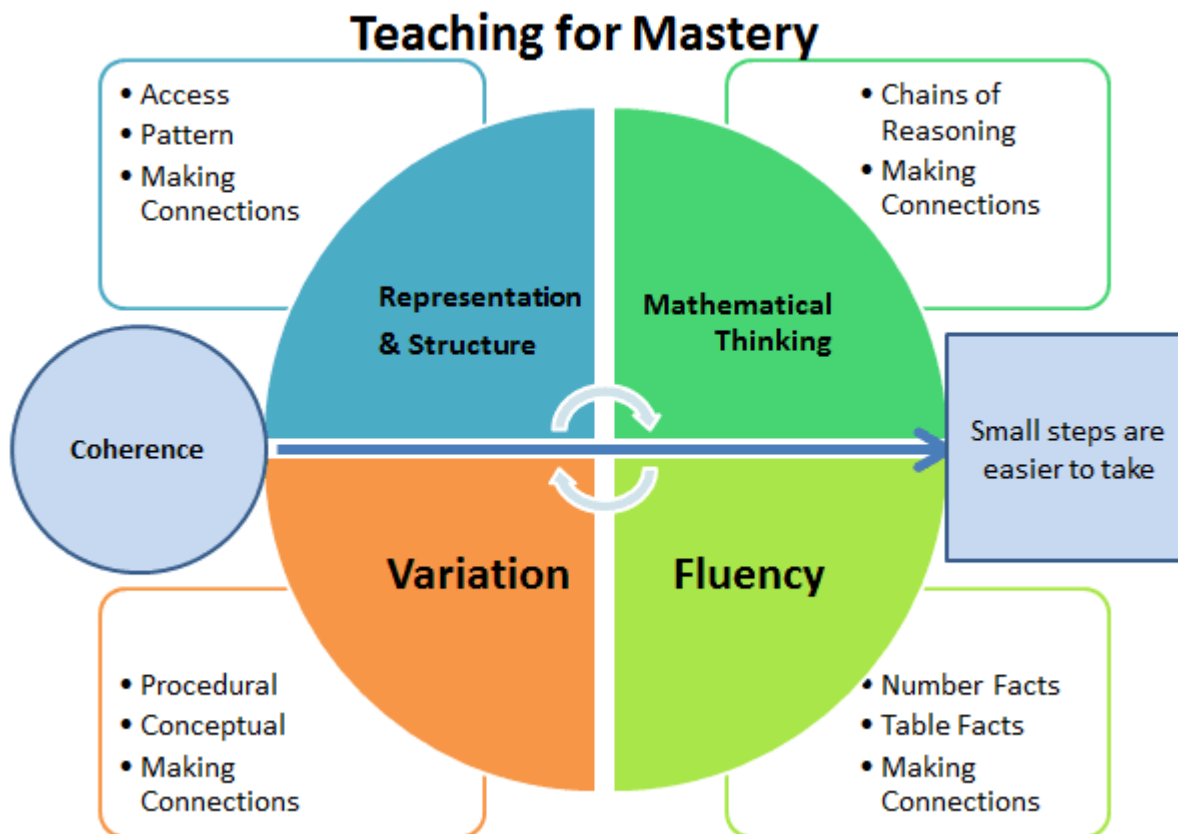 Teaching for Mastery
• Access
• Pattern
• Making
Connections
• Chains of
Reasoning
• Making
Connections
Representation
& Structure
Mathematical
Thinking
Coherence
Small steps are
easier to take
Variation
Fluency
• Procedural
• Conceptual
• Making
Connections
• Number Facts
• Table Facts
• Making
Connections